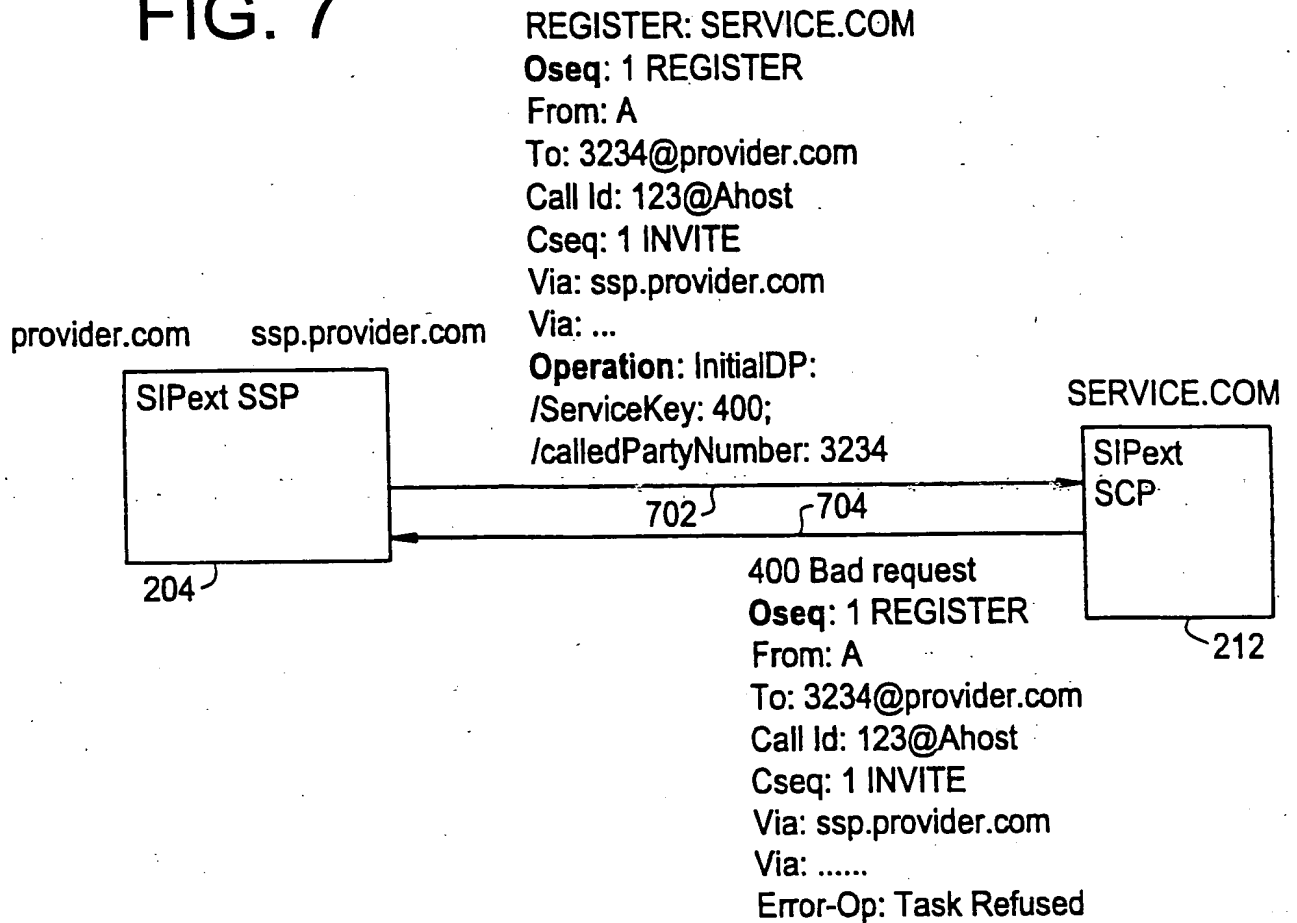 FIG. 7
REGISTER: SERVICE.COM
Oseq: 1 REGISTER
From: A
To: 3234@provider.com
Call Id: 123@Ahost
Cseq: 1 INVITE
Via: ssp.provider.com
Via: ...
Operation: InitialDP:
/ServiceKey: 400;
/calledPartyNumber: 3234
provider.com ssp.provider.com
SIPext SSP
204
SERVICE.COM
SIPext
SCP
212
702
704
400 Bad request
Oseq: 1 REGISTER
From: A
To: 3234@provider.com
Call Id: 123@Ahost
Cseq: 1 INVITE
Via: ssp.provider.com
Via: ......
Error-Op: Task Refused